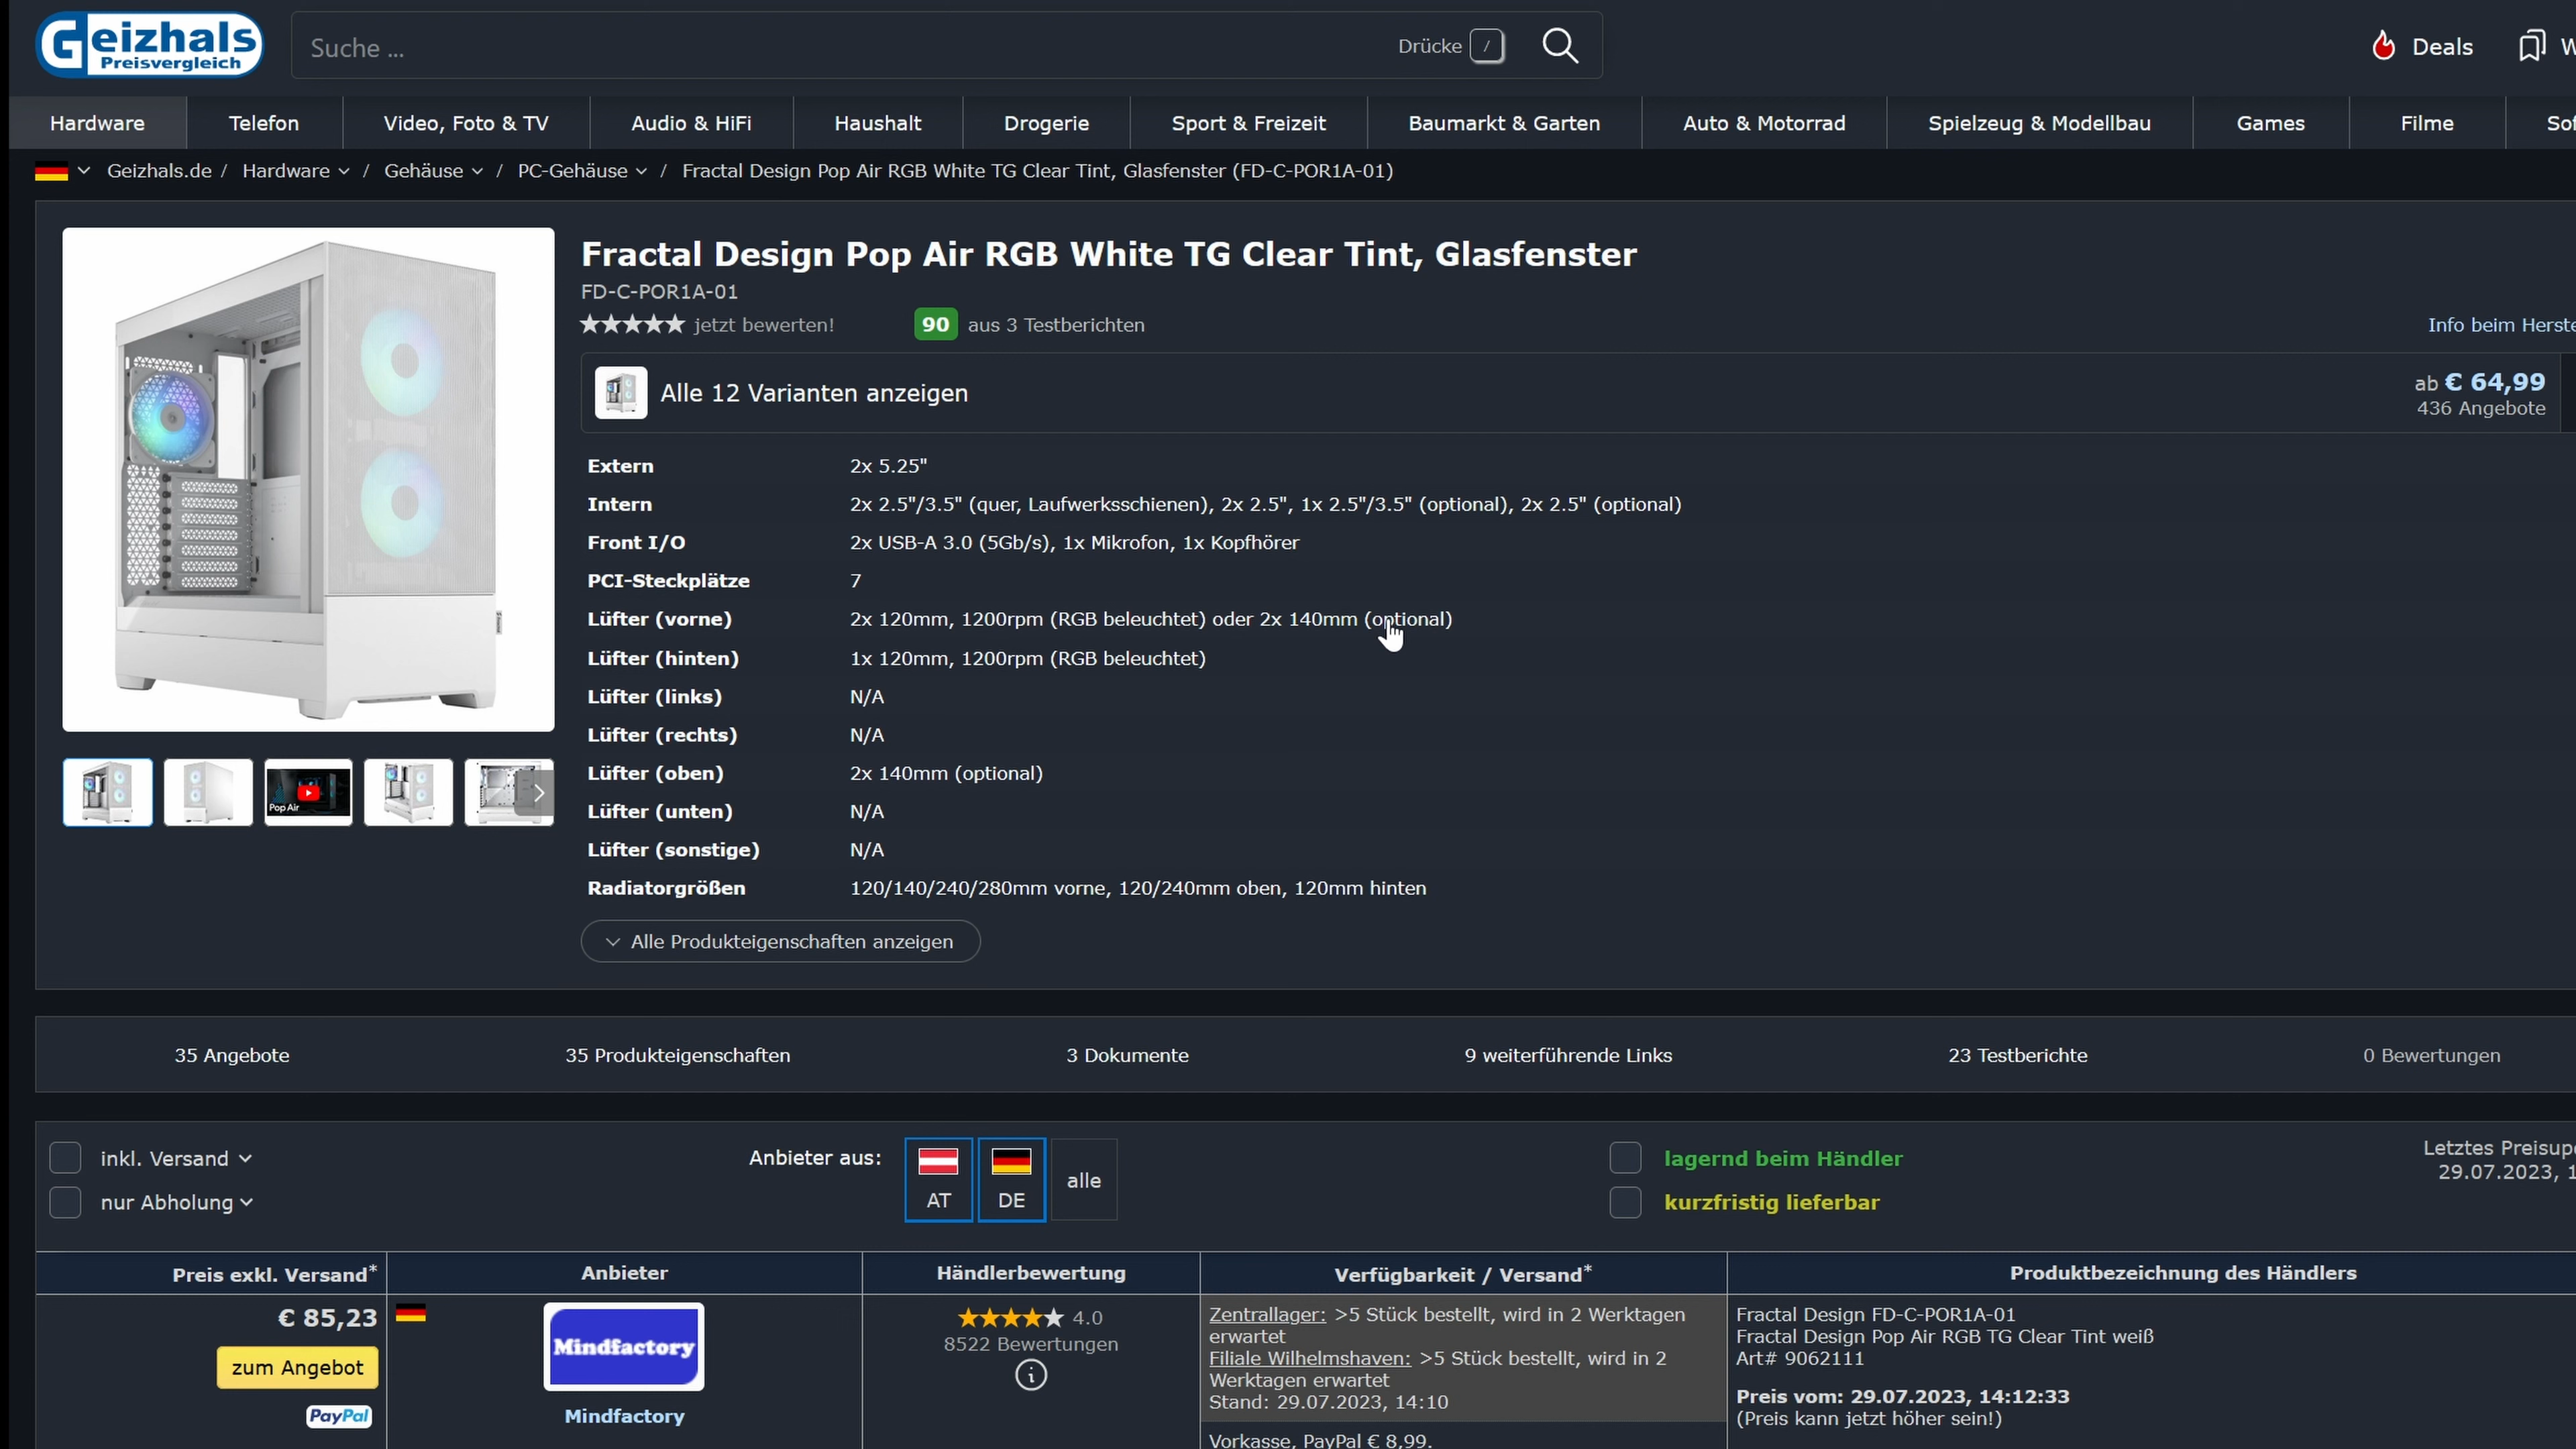 Geizhals
Preisvergleich
Suche ...
Drücke /
Deals
Hardware
Telefon
Video, Foto & TV
Audio & HiFi
Haushalt
Drogerie
Sport & Freizeit
Baumarkt & Garten
Auto & Motorrad
Spielzeug & Modellbau
Games
Filme
Geizhals.de / Hardware / Gehäuse / PC-Gehäuse / Fractal Design Pop Air RGB White TG Clear Tint, Glasfenster (FD-C-POR1A-01)
Fractal Design Pop Air RGB White TG Clear Tint, Glasfenster
FD-C-POR1A-01
jetzt bewerten!
90 aus 3 Testberichten
Info beim
Alle 12 Varianten anzeigen
ab € 64,99
436 Angebote
Extern 2x 5.25"
Intern 2x 2.5"/3.5" (quer, Laufwerksschienen), 2x 2.5", 1x 2.5"/3.5" (optional), 2x 2.5" (optional)
Front I/O 2x USB-A 3.0 (5Gb/s), 1x Mikrofon, 1x Kopfhörer
PCI-Steckplätze 7
Lüfter (vorne) 2x 120mm, 1200rpm (RGB beleuchtet) oder 2x 140mm (optional)
Lüfter (hinten) 1x 120mm, 1200rpm (RGB beleuchtet)
Lüfter (links) N/A
Lüfter (rechts) N/A
Lüfter (oben) 2x 140mm (optional)
Lüfter (unten) N/A
Lüfter (sonstige) N/A
Radiatorgrößen 120/140/240/280mm vorne, 120/240mm oben, 120mm hinten
Pop Air
Alle Produkteigenschaften anzeigen
35 Angebote
35 Produkteigenschaften
3 Dokumente
9 weiterführende Links
23 Testberichte
0 Bewertungen
inkl. Versand
nur Abholung
Anbieter aus:
AT
DE
alle
lagernd beim Händler
kurzfristig lieferbar
Letztes
29.07.2023,
Preis exkl. Versand*
Anbieter
Händlerbewertung
Verfügbarkeit / Versand*
Produktbezeichnung des Händlers
€ 85,23
zum Angebot
PayPal
Mindfactory
Mindfactory
4.0
8522 Bewertungen
Zentrallager: >5 Stück bestellt, wird in 2 Werktagen
erwartet
Filiale Wilhelmshaven: >5 Stück bestellt, wird in 2
Werktagen erwartet
Stand: 29.07.2023, 14:10
Vorkasse, PayPal € 8,99.
Fractal Design FD-C-POR1A-01
Fractal Design Pop Air RGB TG Clear Tint weiß
Art# 9062111
Preis vom: 29.07.2023, 14:12:33
(Preis kann jetzt höher sein!)